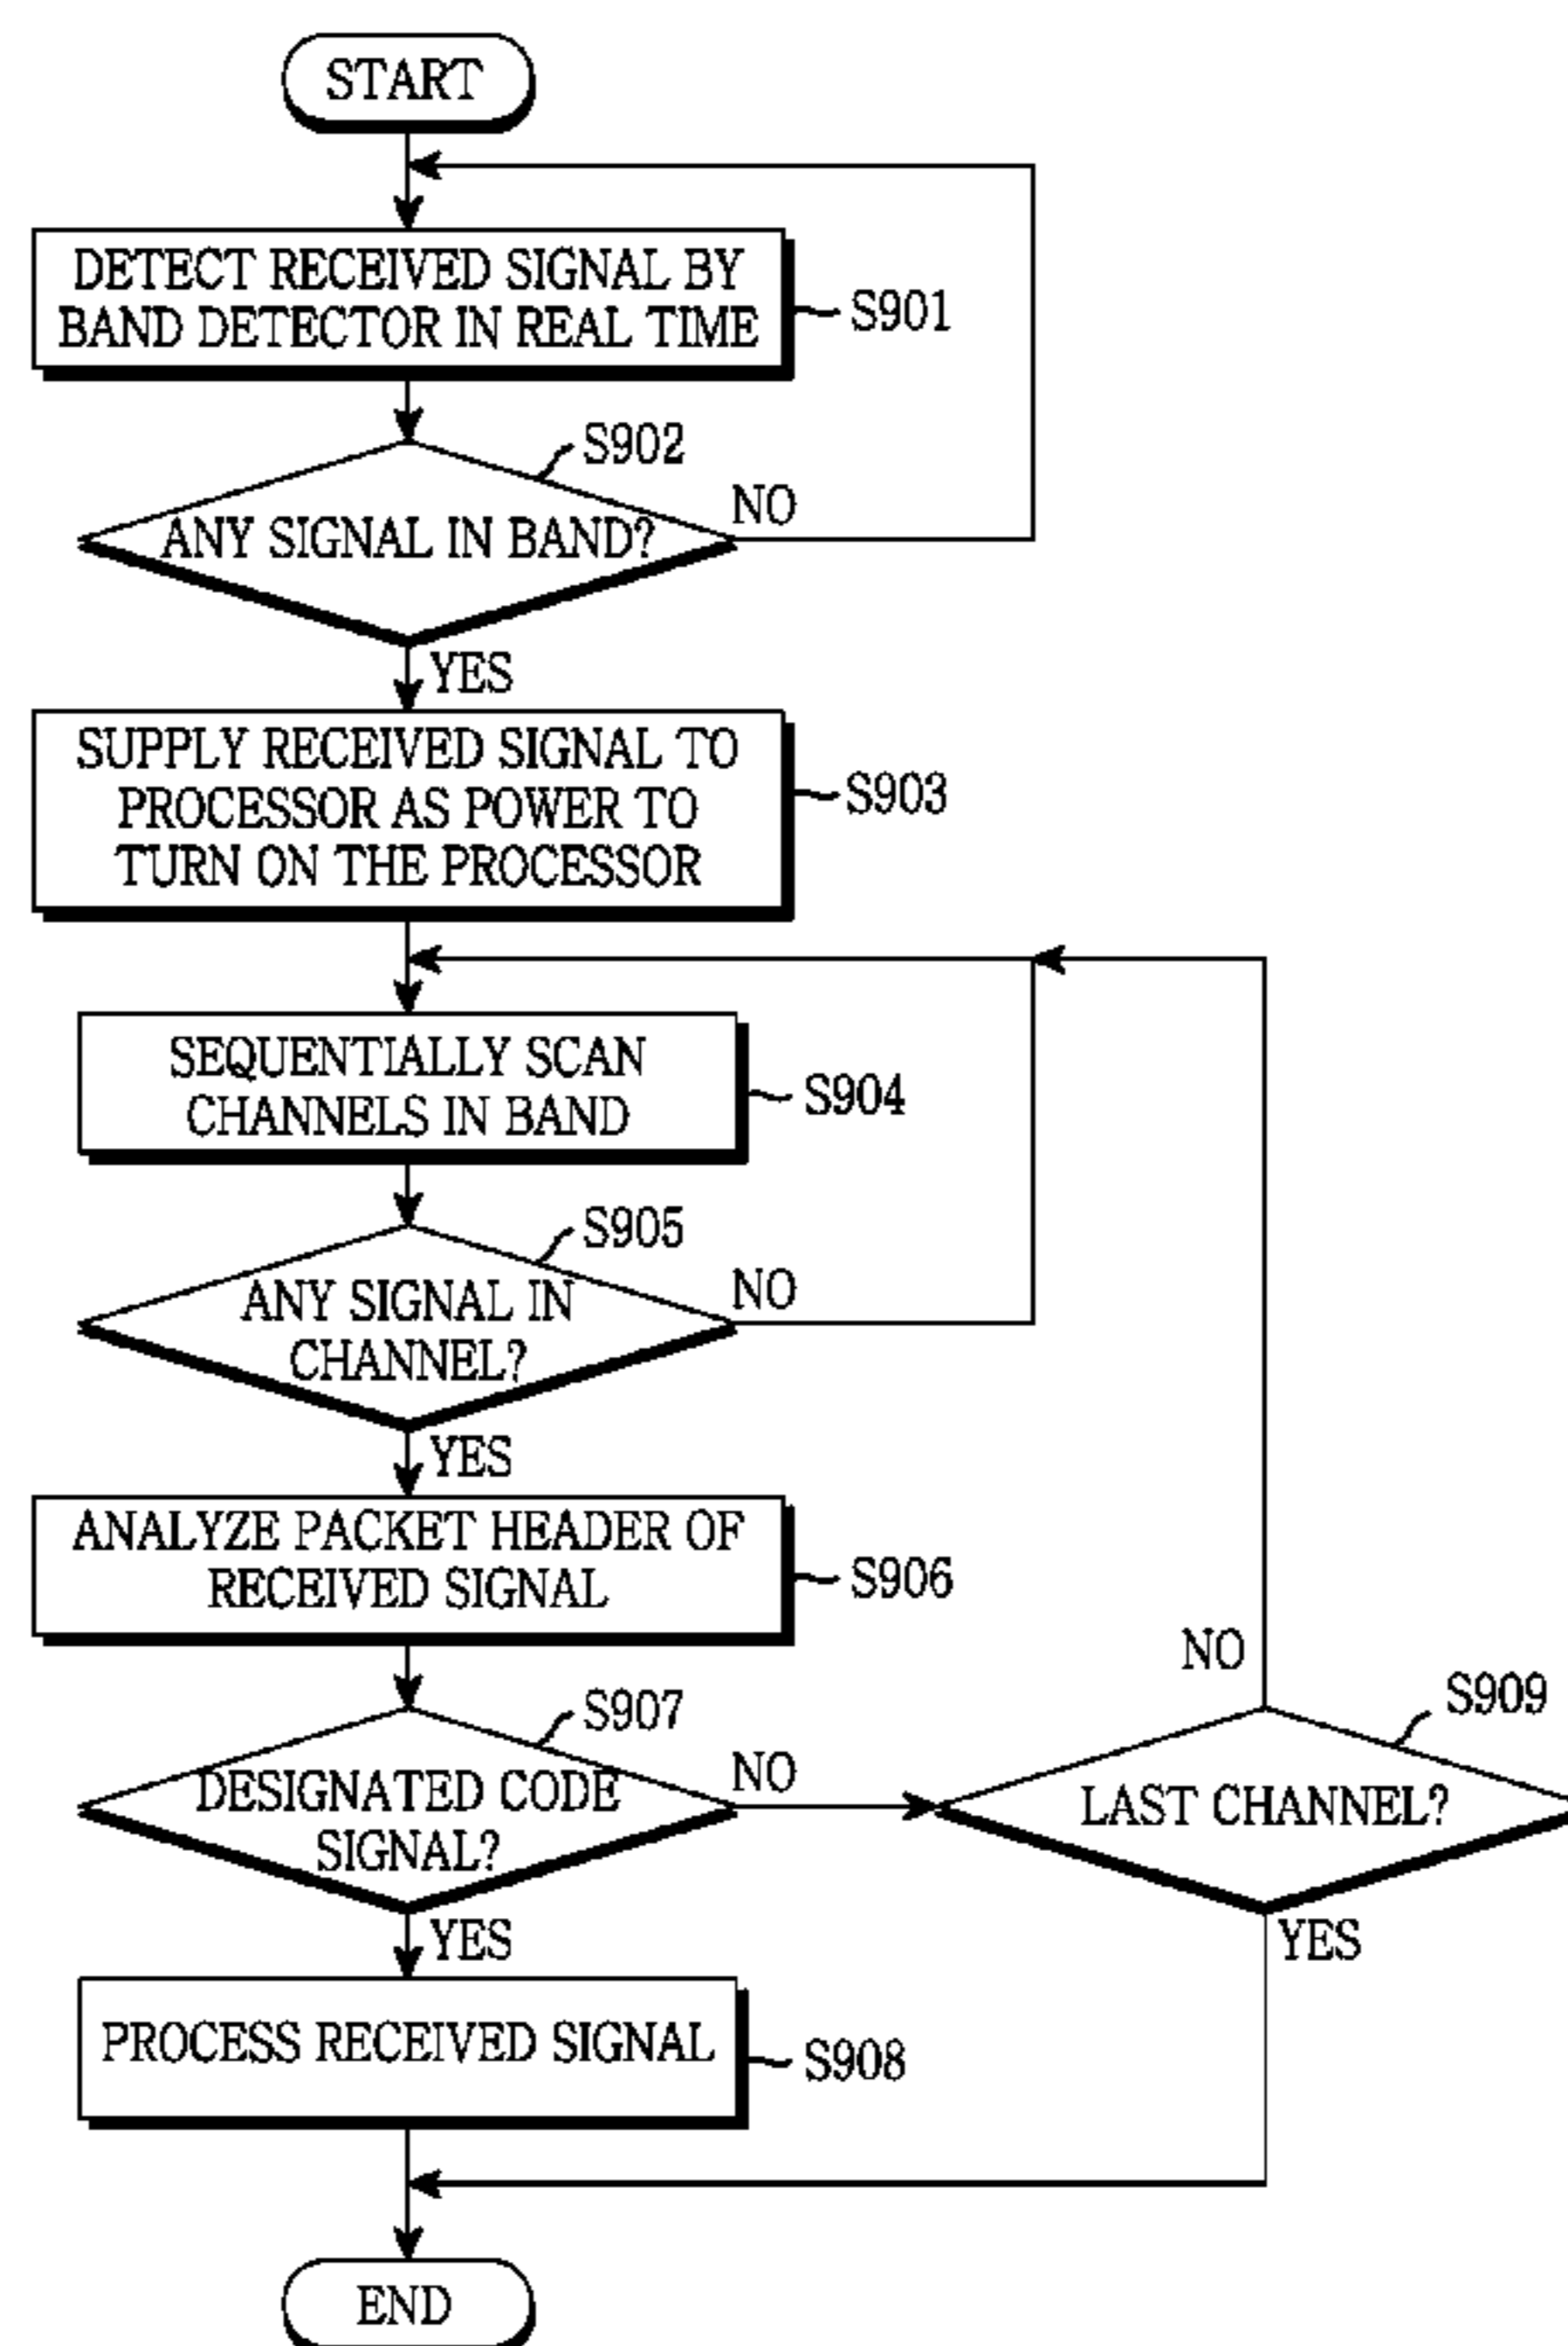 START
DETECT RECEIVED SIGNAL BY
BAND DETECTOR IN REAL TIME
S901
S902
ANY SIGNAL IN BAND?
NO
YES
SUPPLY RECEIVED SIGNAL TO
PROCESSOR AS POWER TO
TURN ON THE PROCESSOR
S903
SEQUENTIALLY SCAN
CHANNELS IN BAND
S904
S905
ANY SIGNAL IN
CHANNEL?
NO
YES
ANALYZE PACKET HEADER OF
RECEIVED SIGNAL
S906
S907
DESIGNATED CODE
SIGNAL?
NO
YES
NO
S909
LAST CHANNEL?
YES
PROCESS RECEIVED SIGNAL
S908
END